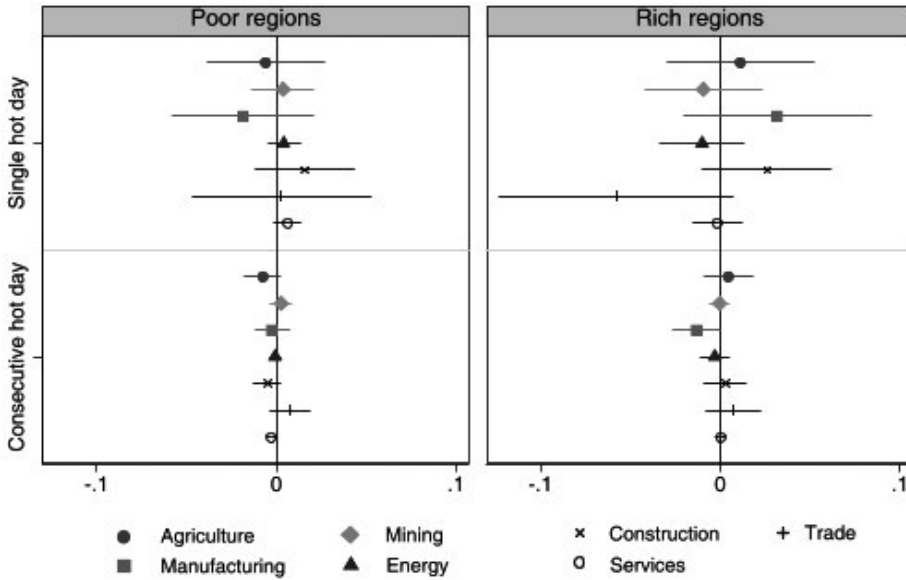 Poor regions
Rich regions
Single hot day
Consecutive hot day
-.1 0 .1
-.1 0 .1
Agriculture Mining Construction Trade
Manufacturing Energy Services